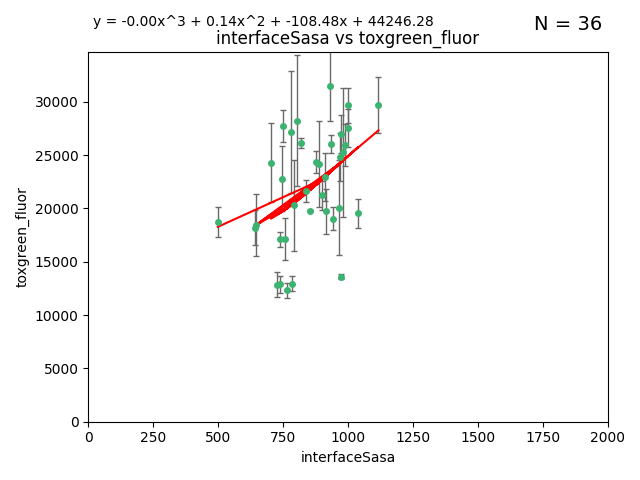 y = -0.00x^3 + 0.14x^2 + -108.48x + 44246.28
N = 36
interfaceSasa vs toxgreen_fluor
30000
25000
20000
15000
10000
5000
0
toxgreen_fluor
0 250 500 750 1000 1250 1500 1750 2000
interfaceSasa